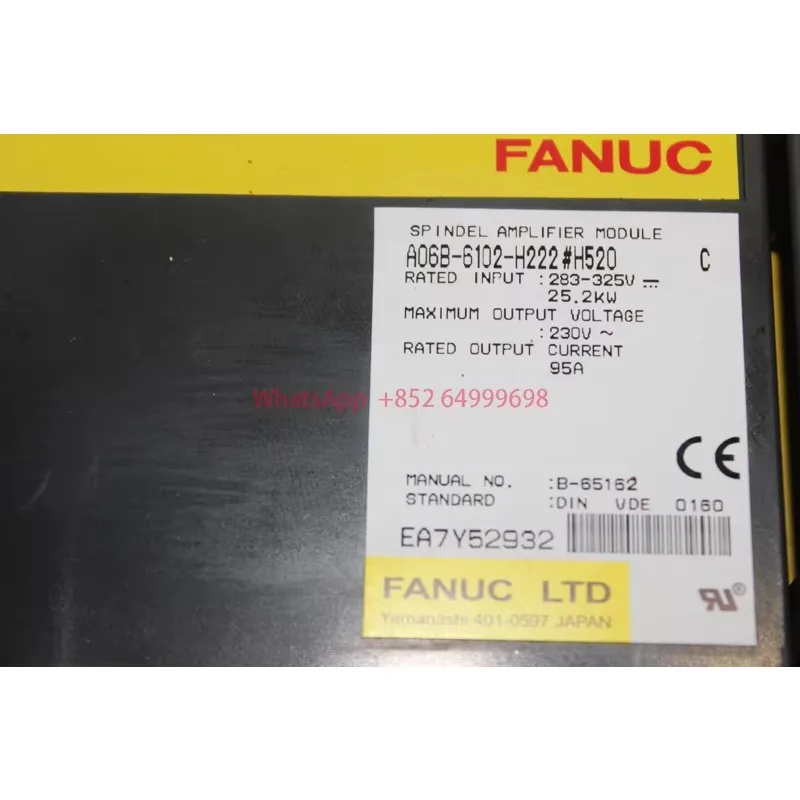 FANUC
SPINDEL AMPLIFIER MODULE
A06B-6102-H222#H520 C
RATED INPUT :283-325V ⎓
25.2kW
MAXIMUM OUTPUT VOLTAGE
:230V ~
RATED OUTPUT CURRENT
95A
WhatsApp +852 64999698
CE
MANUAL NO. :B-65162
STANDARD :DIN VDE 0160
EA7Y52932
FANUC LTD
Yamanashi 401-0597 JAPAN
RU®